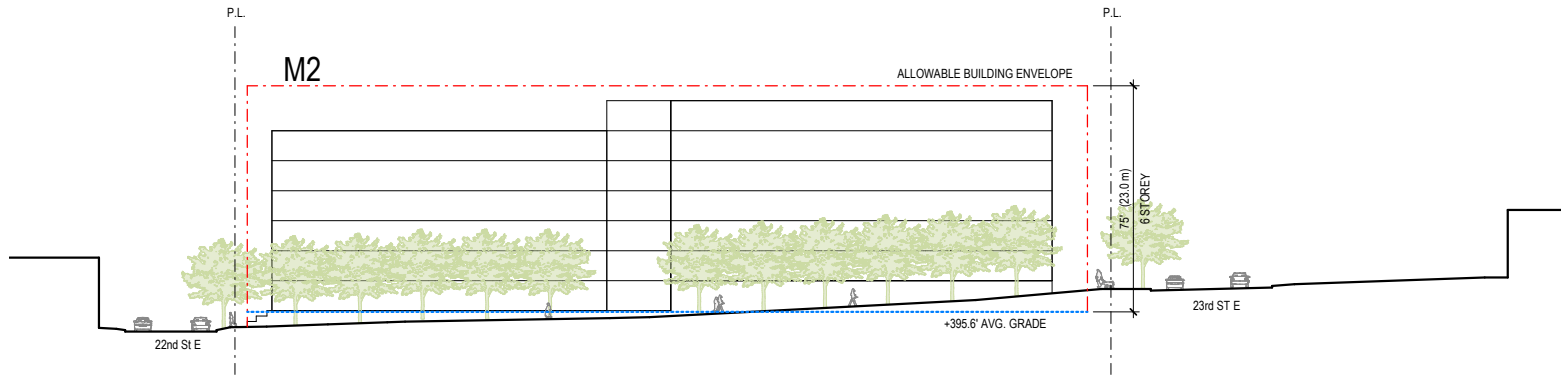 P.L.
P.L.
M2
ALLOWABLE BUILDING ENVELOPE
75' (23.0 m)
6 STOREY
+395.6' AVG. GRADE
22nd St E
23rd ST E